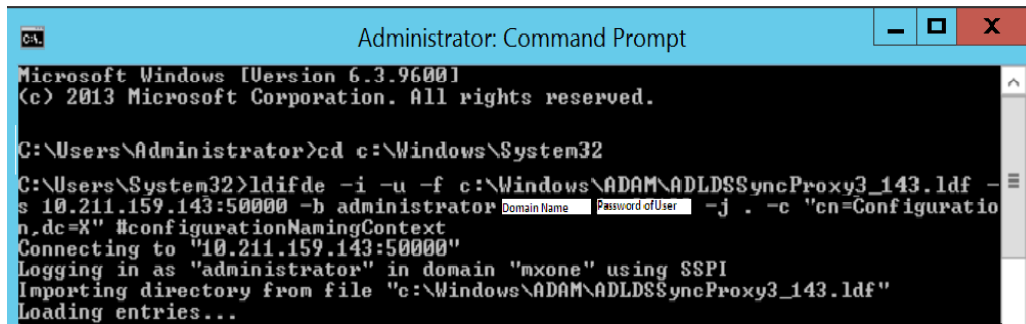 Administrator: Command Prompt
Microsoft Windows [Version 6.3.9600]
(c) 2013 Microsoft Corporation. All rights reserved.
C:\Users\Administrator>cd c:\Windows\System32
C:\Users\System32>ldifde -i -u -f c:\Windows\ADAM\ADLDSSyncProxy3_143.ldf -
s 10.211.159.143:50000 -b administrator Domain Name Password of User -j . -c "cn=Configuratio
n,dc=X" #configurationNamingContext
Connecting to "10.211.159.143:50000"
Logging in as "administrator" in domain "mxone" using SSPI
Importing directory from file "c:\Windows\ADAM\ADLDSSyncProxy3_143.ldf"
Loading entries...